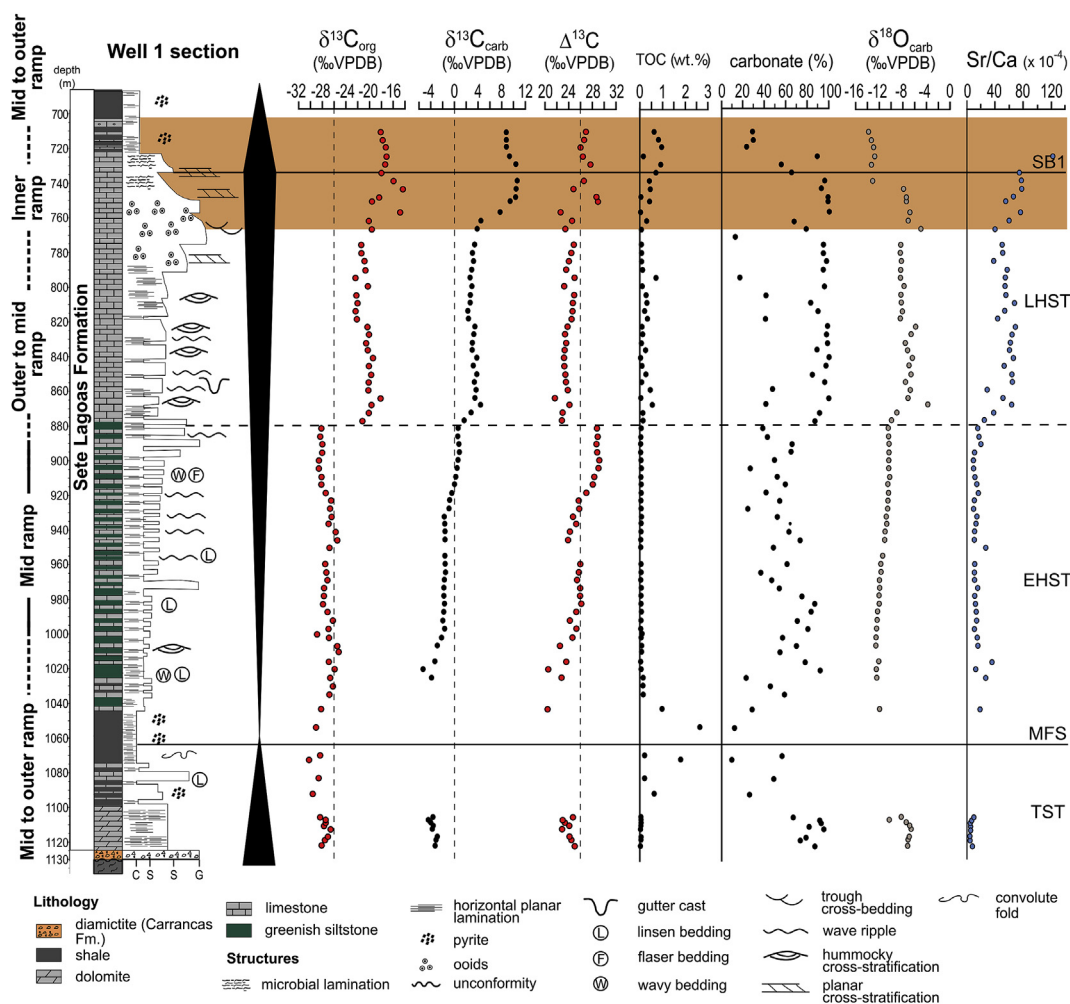 Well 1 section
δ¹³Corg
(‰VPDB)
δ¹³Ccarb
(‰VPDB)
Δ¹³C
(‰VPDB)
TOC (wt.%)
carbonate (%)
δ¹⁸Ocarb
(‰VPDB)
Sr/Ca (x 10⁻⁴)
depth
(m)
-32 -28 -24 -20 -16
-4 0 4 8 12
20 22 24 26 28 30
0 1 2 3
0 20 40 60 80 100
-16 -12 -8 -4 0
0 40 80 120
Mid to outer ramp
Inner ramp
Outer to mid ramp
Mid ramp
Mid to outer ramp
Sete Lagoas Formation
700
720
740
760
780
800
820
840
860
880
900
920
940
960
980
1000
1020
1040
1060
1080
1100
1120
1130
C S S G
W F
L
L
W L
L
SB1
LHST
EHST
MFS
TST
Lithology
diamictite (Carrancas
Fm.)
shale
dolomite
limestone
greenish siltstone
Structures
microbial lamination
horizontal planar
lamination
pyrite
ooids
unconformity
gutter cast
L linsen bedding
F flaser bedding
W wavy bedding
trough
cross-bedding
wave ripple
hummocky
cross-stratification
planar
cross-stratification
convolute
fold